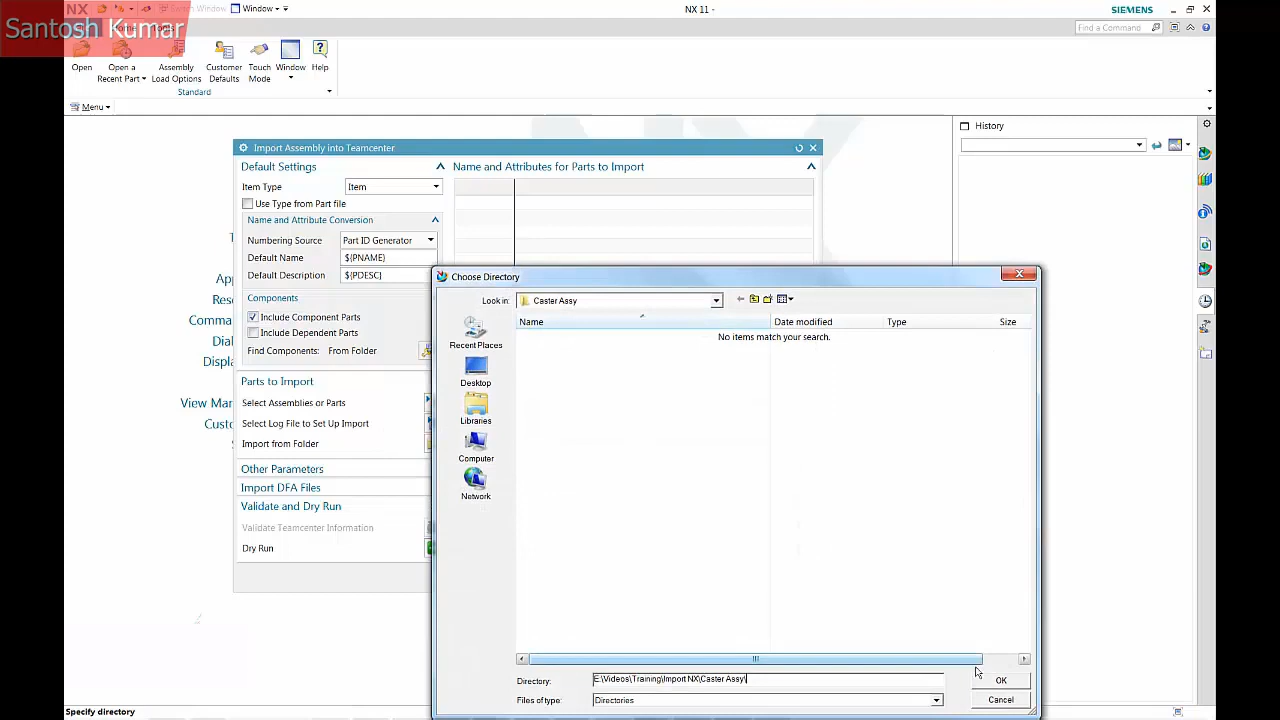 NX
Switch Window
Window
NX 11 -
SIEMENS
Santosh Kumar
Find a Command
Open
Open a Recent Part
Assembly Load Options
Customer Defaults
Touch Mode
Window
Help
Standard
Menu
History
Import Assembly into Teamcenter
Default Settings
Name and Attributes for Parts to Import
Item Type
Item
Use Type from Part file
Name and Attribute Conversion
Numbering Source
Part ID Generator
Default Name
${PNAME}
Default Description
${PDESC}
Components
Include Component Parts
Include Dependent Parts
Find Components: From Folder
Parts to Import
Select Assemblies or Parts
View Man
Select Log File to Set Up Import
Import from Folder
Other Parameters
Import DFA Files
Validate and Dry Run
Validate Teamcenter Information
Dry Run
Choose Directory
Look in:
Caster Assy
Name
Date modified
Type
Size
No items match your search.
Recent Places
Desktop
Libraries
Computer
Network
Directory:
E:\Videos\Training\Import NX\Caster Assy\
OK
Files of type:
Directories
Cancel
Specify directory